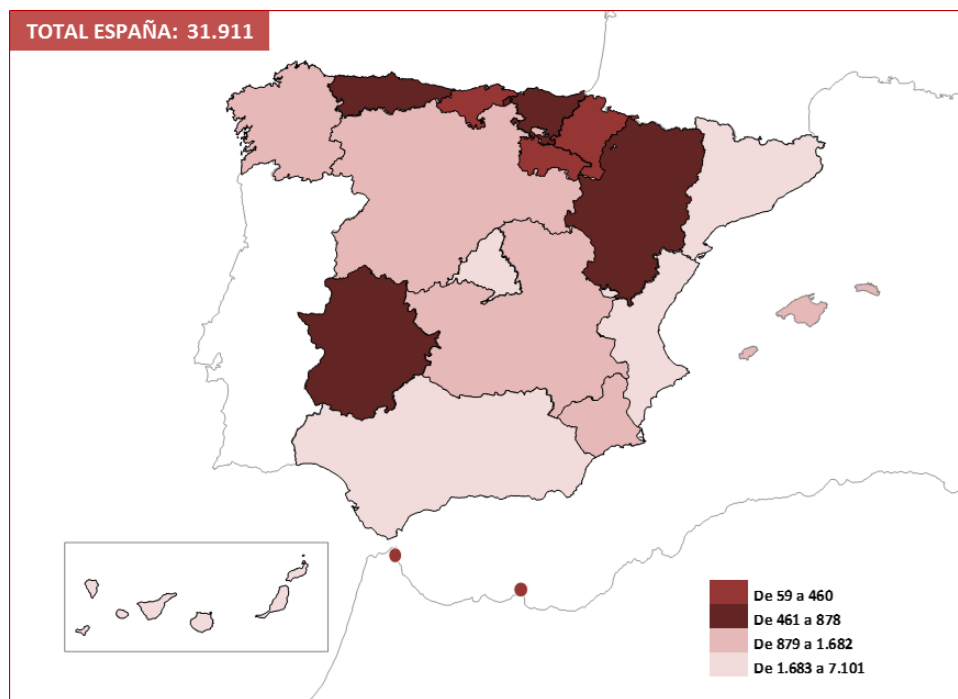 TOTAL ESPAÑA: 31.911
De 59 a 460
De 461 a 878
De 879 a 1.682
De 1.683 a 7.101